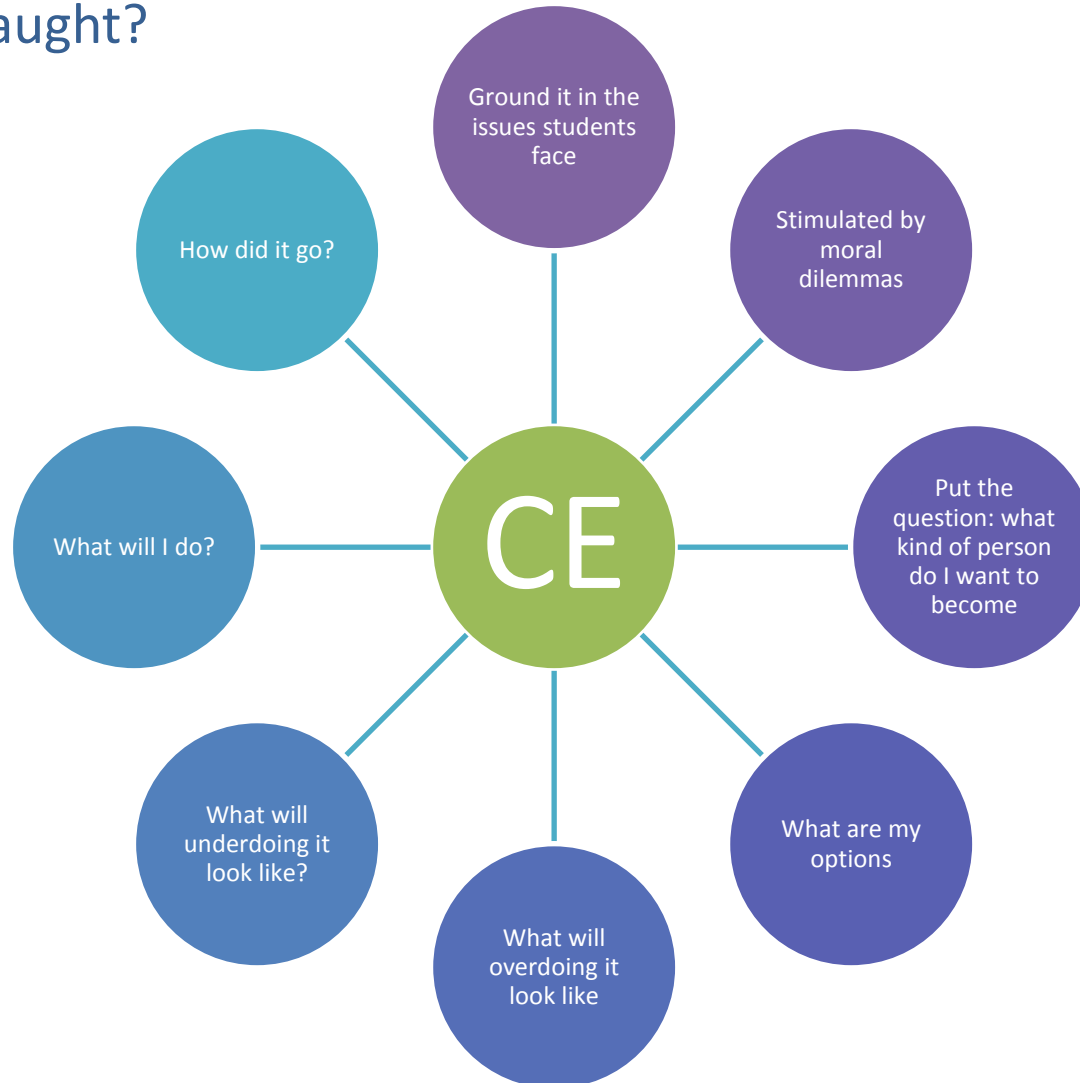 aught?
Ground it in the
issues students
face
Stimulated by
moral
dilemmas
Put the
question: what
kind of person
do I want to
become
What are my
options
What will
overdoing it
look like
What will
underdoing it
look like?
What will I do?
How did it go?
CE